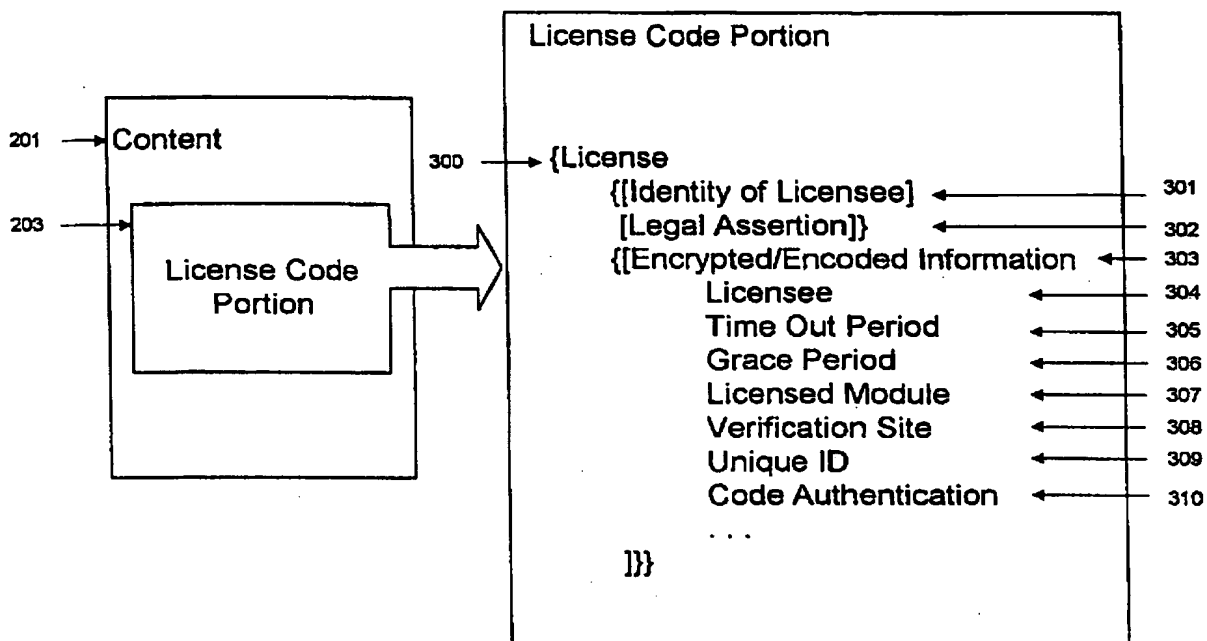 License Code Portion
201
Content
300
{License
{[Identity of Licensee]
301
203
[Legal Assertion]}
302
{[Encrypted/Encoded Information
303
License Code
Portion
Licensee
304
Time Out Period
305
Grace Period
306
Licensed Module
307
Verification Site
308
Unique ID
309
Code Authentication
310
. . .
]}}